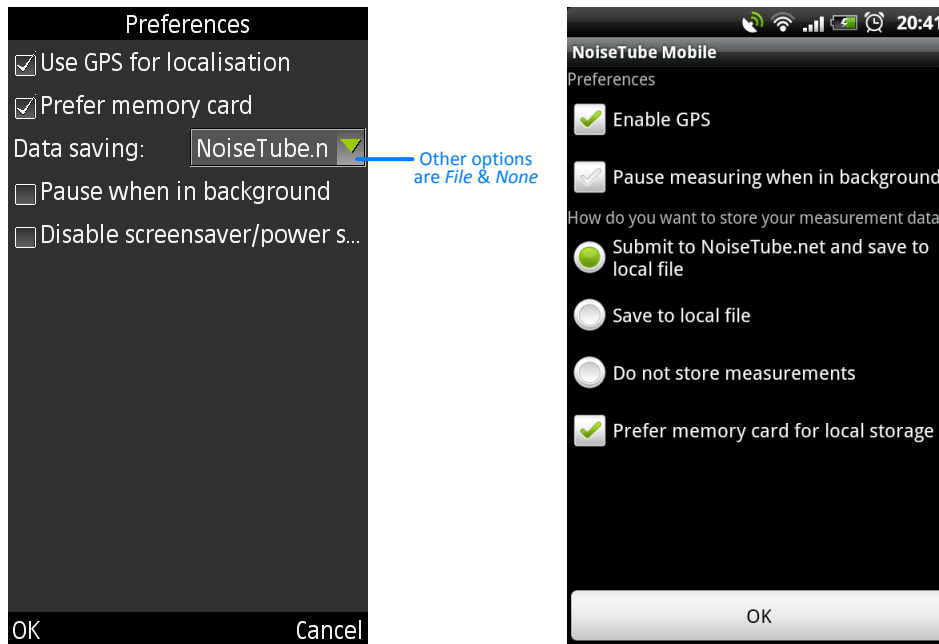 Preferences
Use GPS for localisation
Prefer memory card
Data saving: NoiseTube.n
Pause when in background
Disable screensaver/power s...
OK Cancel
Other options
are File & None
20:41
NoiseTube Mobile
Preferences
Enable GPS
Pause measuring when in background
How do you want to store your measurement data
Submit to NoiseTube.net and save to
local file
Save to local file
Do not store measurements
Prefer memory card for local storage
OK